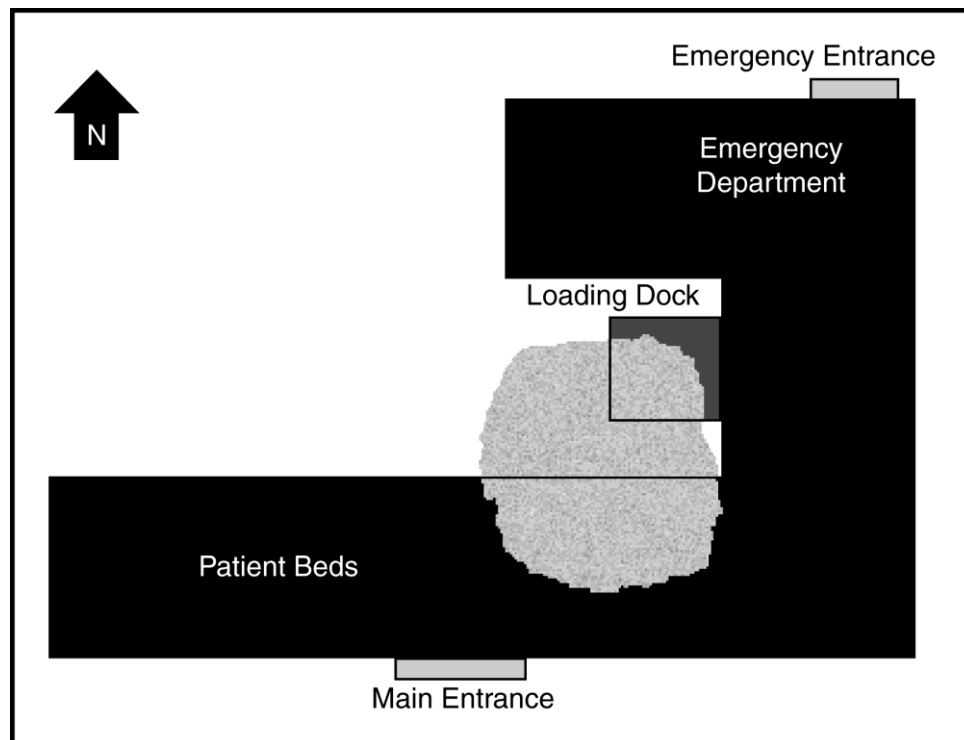 Emergency Entrance
N
Emergency
Department
Loading Dock
Patient Beds
Main Entrance